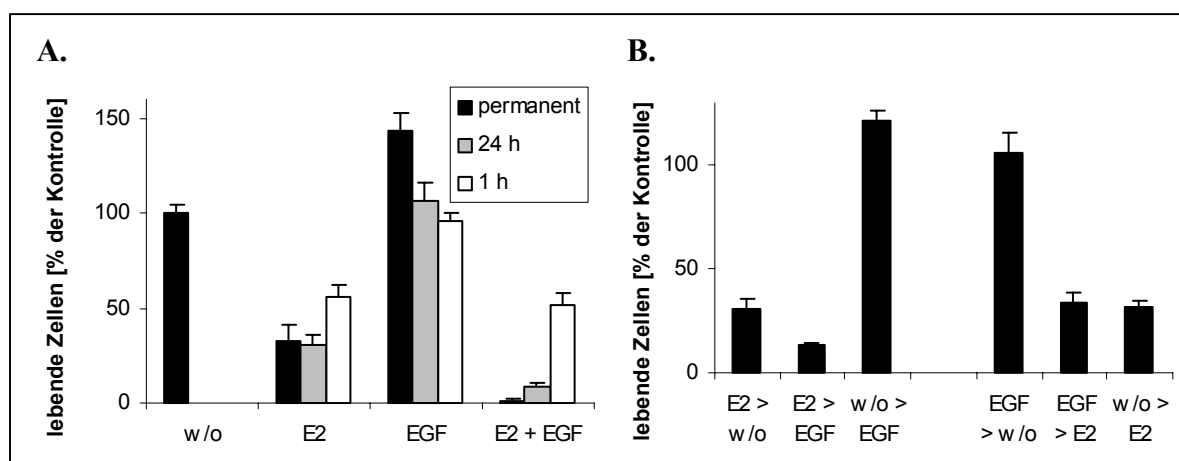 A.
lebende Zellen [% der Kontrolle]
150
100
50
0
permanent
24 h
1 h
w/o
E2
EGF
E2 + EGF
B.
lebende Zellen [% der Kontrolle]
100
50
0
E2 >
w/o
E2 >
EGF
w/o >
EGF
EGF
> w/o
EGF
> E2
w/o >
E2